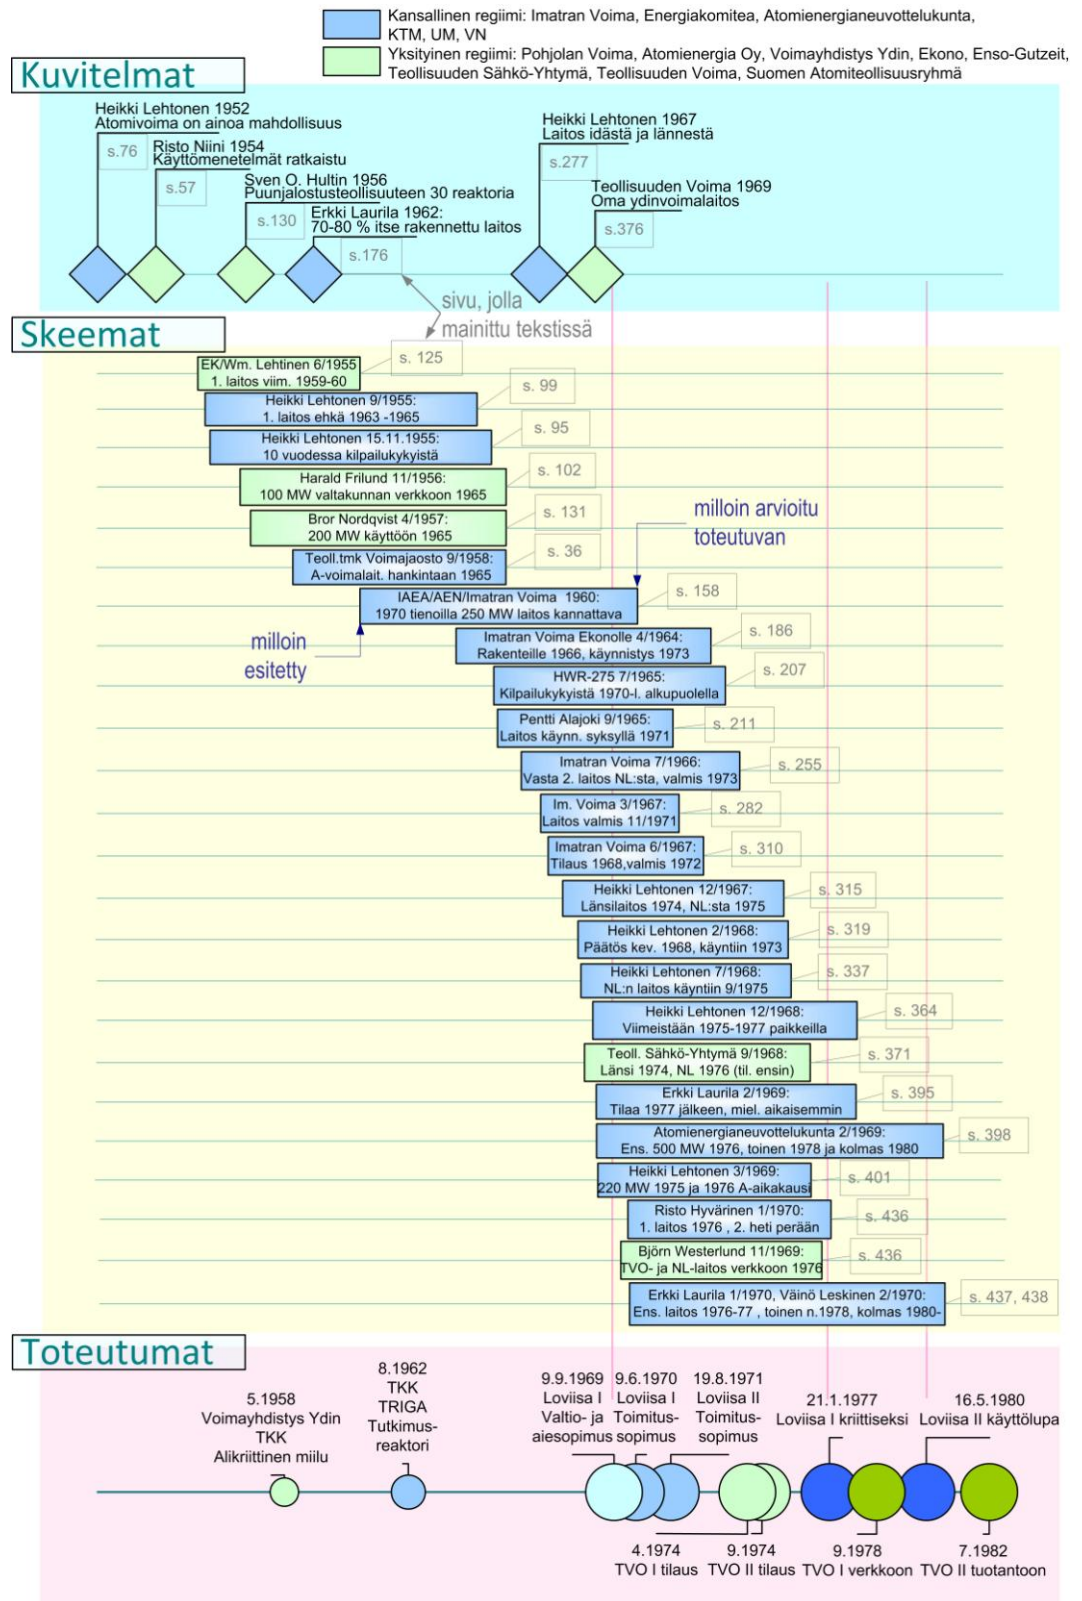 Kansallinen regiimi: Imatran Voima, Energiakomitea, Atomienergianeuvottelukunta,
KTM, UM, VN
Yksityinen regiimi: Pohjolan Voima, Atomienergia Oy, Voimayhdistys Ydin, Ekono, Enso-Gutzeit,
Teollisuuden Sähkö-Yhtymä, Teollisuuden Voima, Suomen Atomiteollisuusryhmä
Kuvitelmat
Heikki Lehtonen 1952
Atomivoima on ainoa mahdollisuus
s.76
Risto Niini 1954
Käyttömenetelmät ratkaistu
s.57
Sven O. Hultin 1956
Puunjalostusteollisuuteen 30 reaktoria
s.130
Erkki Laurila 1962:
70-80 % itse rakennettu laitos
s.176
Heikki Lehtonen 1967
Laitos idästä ja lännestä
s.277
Teollisuuden Voima 1969
Oma ydinvoimalaitos
s.376
sivu, jolla
mainittu tekstissä
Skeemat
EK/Wm. Lehtinen 6/1955
1. laitos viim. 1959-60
s. 125
Heikki Lehtonen 9/1955:
1. laitos ehkä 1963 -1965
s. 99
Heikki Lehtonen 15.11.1955:
10 vuodessa kilpailukykyistä
s. 95
Harald Frilund 11/1956:
100 MW valtakunnan verkkoon 1965
s. 102
Bror Nordqvist 4/1957:
200 MW käyttöön 1965
s. 131
Teoll.tmk Voimajaosto 9/1958:
A-voimalait. hankintaan 1965
s. 36
milloin arvioitu
toteutuvan
IAEA/AEN/Imatran Voima 1960:
1970 tienoilla 250 MW laitos kannattava
s. 158
milloin
esitetty
Imatran Voima Ekonolle 4/1964:
Rakenteille 1966, käynnistys 1973
s. 186
HWR-275 7/1965:
Kilpailukykyistä 1970-l. alkupuolella
s. 207
Pentti Alajoki 9/1965:
Laitos käynn. syksyllä 1971
s. 211
Imatran Voima 7/1966:
Vasta 2. laitos NL:sta, valmis 1973
s. 255
Im. Voima 3/1967:
Laitos valmis 11/1971
s. 282
Imatran Voima 6/1967:
Tilaus 1968,valmis 1972
s. 310
Heikki Lehtonen 12/1967:
Länsilaitos 1974, NL:sta 1975
s. 315
Heikki Lehtonen 2/1968:
Päätös kev. 1968, käyntiin 1973
s. 319
Heikki Lehtonen 7/1968:
NL:n laitos käyntiin 9/1975
s. 337
Heikki Lehtonen 12/1968:
Viimeistään 1975-1977 paikkeilla
s. 364
Teoll. Sähkö-Yhtymä 9/1968:
Länsi 1974, NL 1976 (til. ensin)
s. 371
Erkki Laurila 2/1969:
Tilaa 1977 jälkeen, miel. aikaisemmin
s. 395
Atomienergianeuvottelukunta 2/1969:
Ens. 500 MW 1976, toinen 1978 ja kolmas 1980
s. 398
Heikki Lehtonen 3/1969:
220 MW 1975 ja 1976 A-aikakausi
s. 401
Risto Hyvärinen 1/1970:
1. laitos 1976 , 2. heti perään
s. 436
Björn Westerlund 11/1969:
TVO- ja NL-laitos verkkoon 1976
s. 436
Erkki Laurila 1/1970, Väinö Leskinen 2/1970:
Ens. laitos 1976-77 , toinen n.1978, kolmas 1980-
s. 437, 438
Toteutumat
5.1958
Voimayhdistys Ydin
TKK
Alikriittinen miilu
8.1962
TKK
TRIGA
Tutkimus-
reaktori
9.9.1969
Loviisa I
Valtio- ja
aiesopimus
9.6.1970
Loviisa I
Toimitus-
sopimus
19.8.1971
Loviisa II
Toimitus-
sopimus
21.1.1977
Loviisa I kriittiseksi
16.5.1980
Loviisa II käyttölupa
4.1974
TVO I tilaus
9.1974
TVO II tilaus
9.1978
TVO I verkkoon
7.1982
TVO II tuotantoon